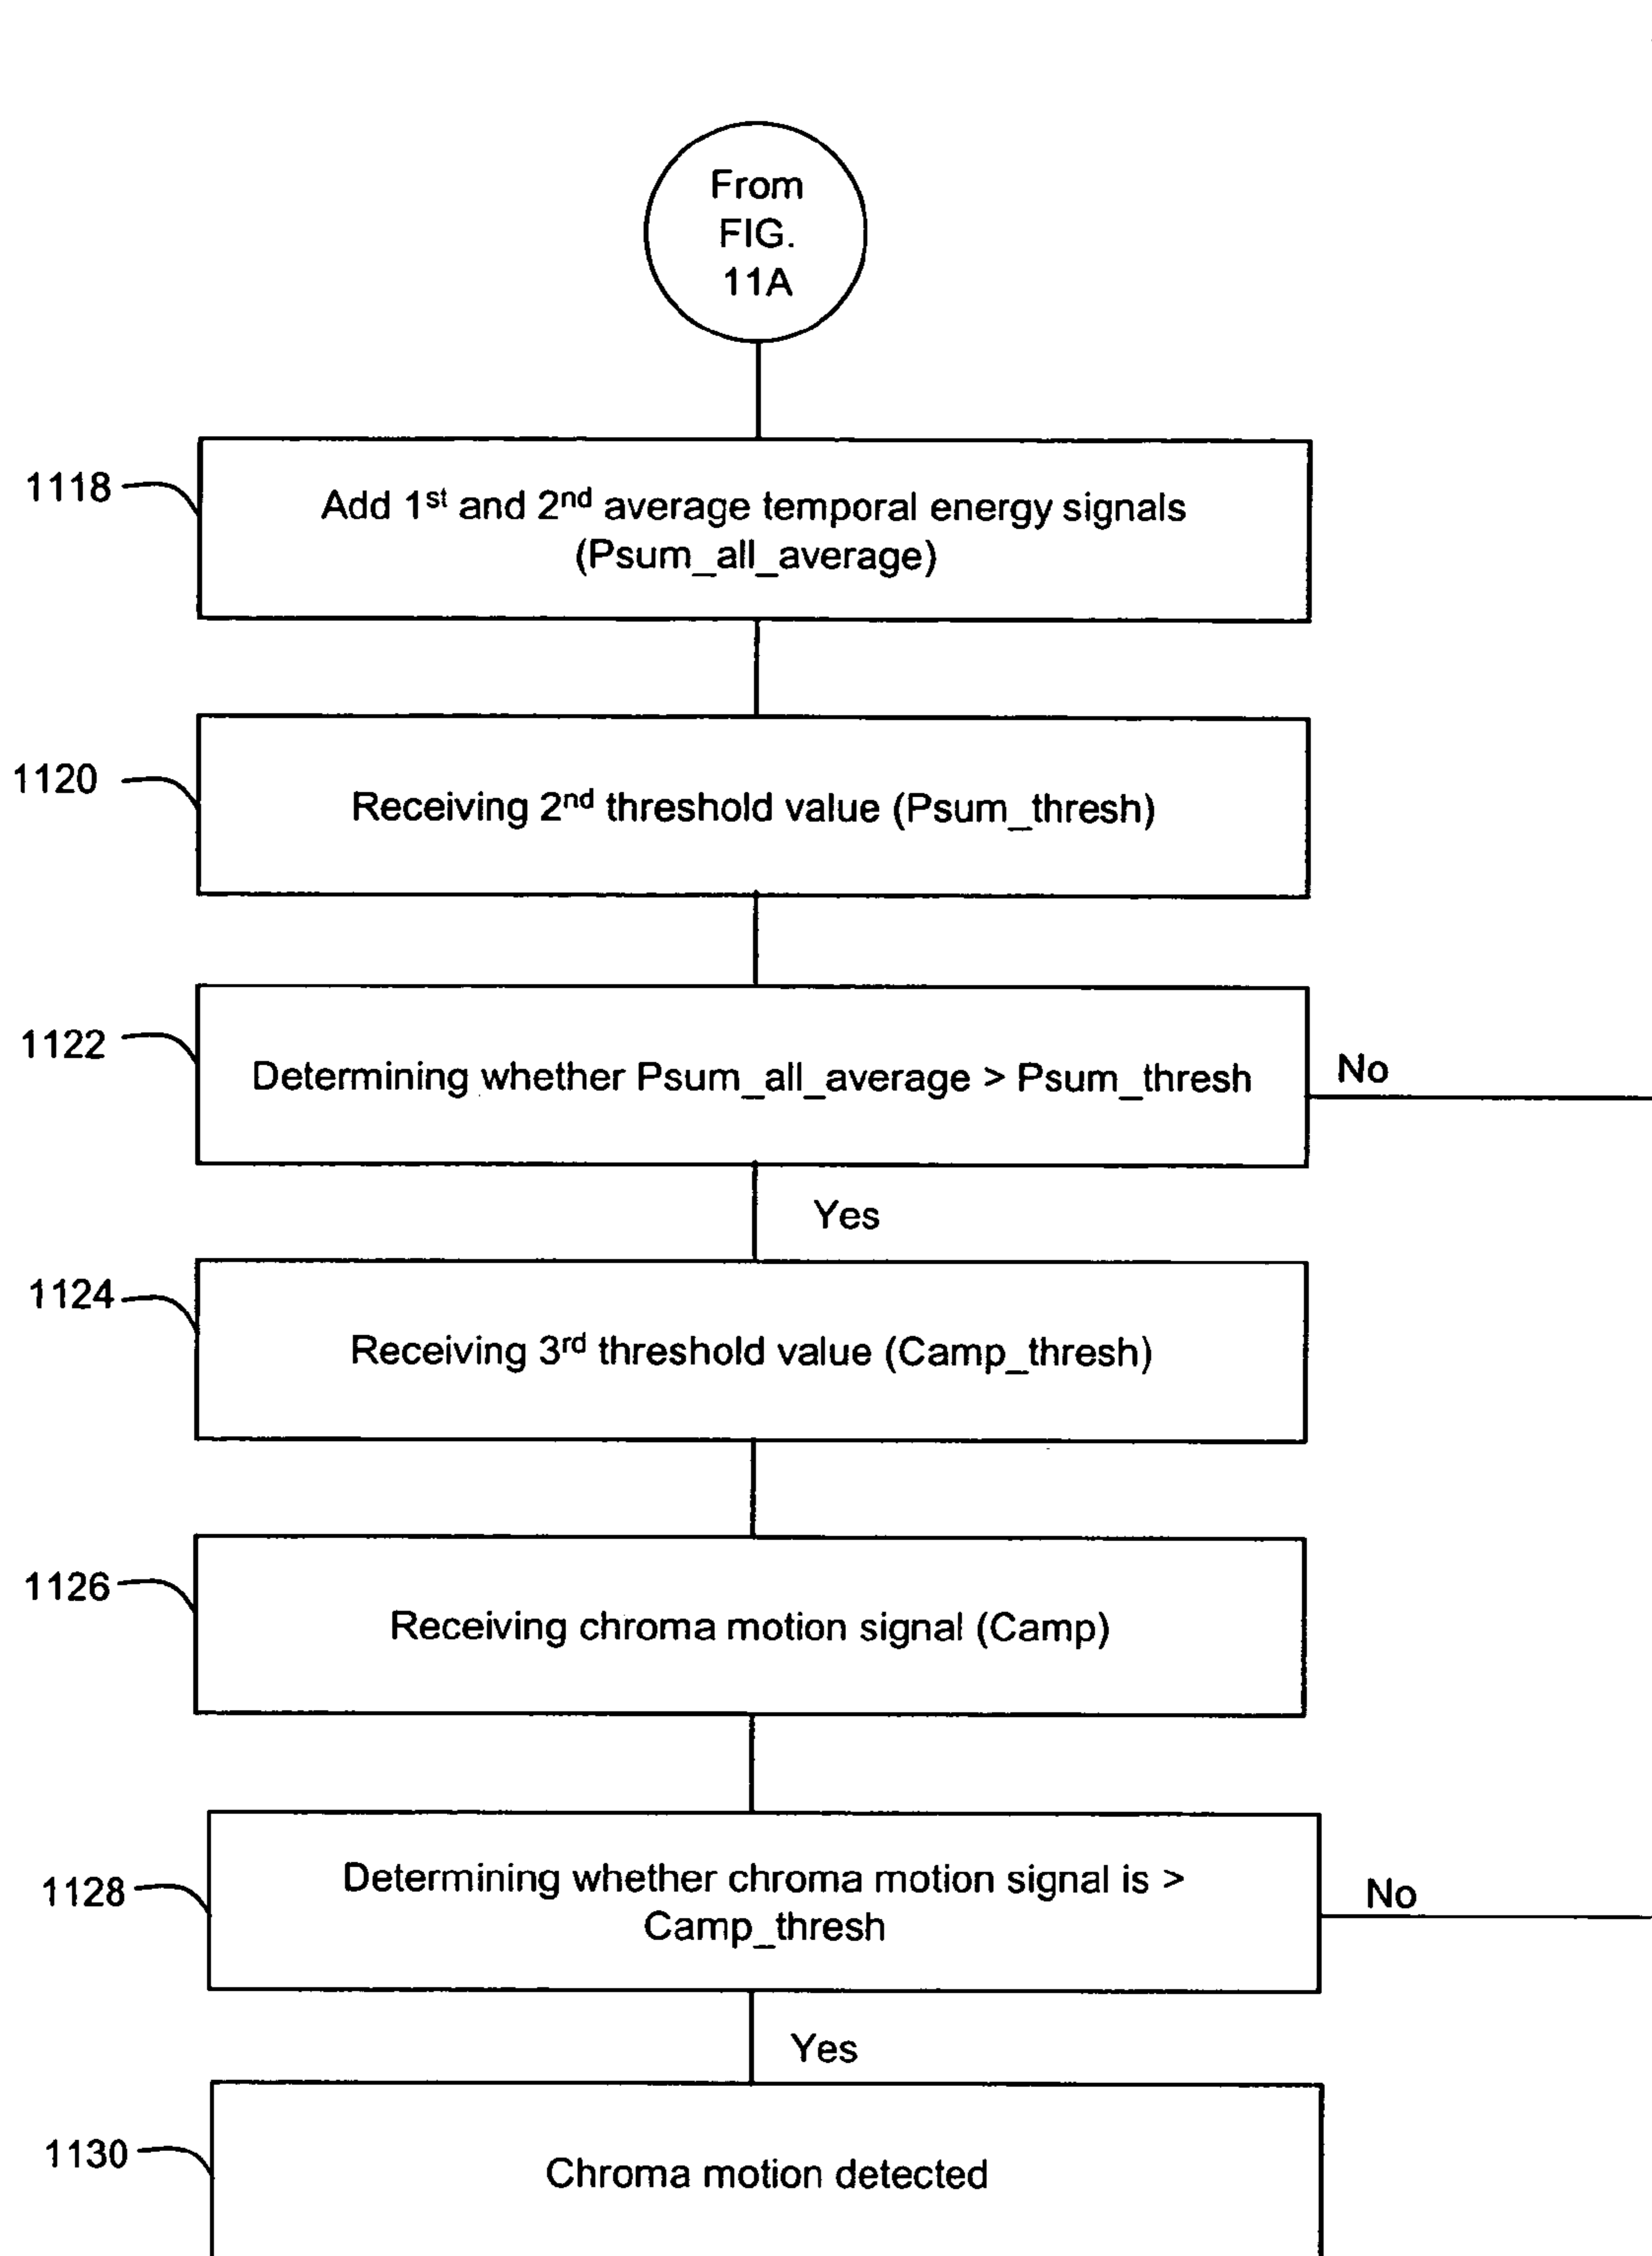 From
FIG.
11A
1118
Add 1st and 2nd average temporal energy signals
(Psum_all_average)
1120
Receiving 2nd threshold value (Psum_thresh)
1122
Determining whether Psum_all_average > Psum_thresh
No
Yes
1124
Receiving 3rd threshold value (Camp_thresh)
1126
Receiving chroma motion signal (Camp)
1128
Determining whether chroma motion signal is >
Camp_thresh
No
Yes
1130
Chroma motion detected